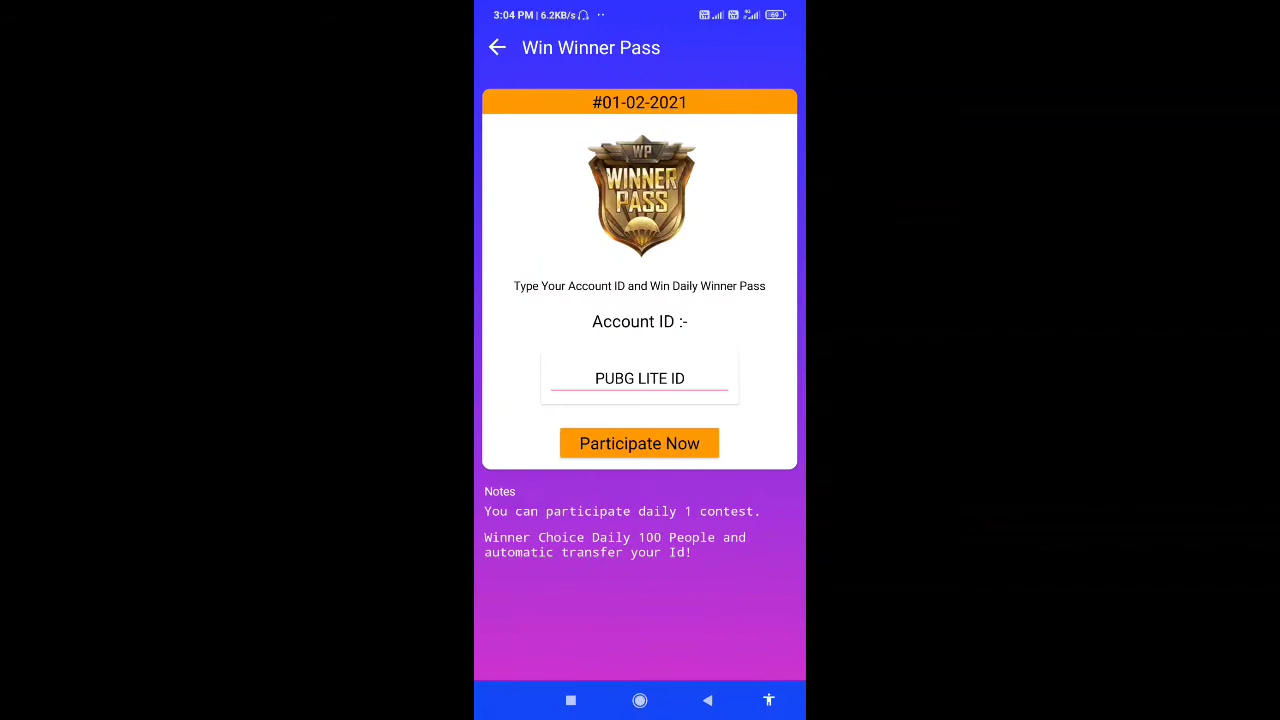 3:04 PM | 6.2KB/s
4G
69
Win Winner Pass
#01-02-2021
WP
WINNER
PASS
Type Your Account ID and Win Daily Winner Pass
Account ID :-
PUBG LITE ID
Participate Now
Notes
You can participate daily 1 contest.
Winner Choice Daily 100 People and
automatic transfer your Id!